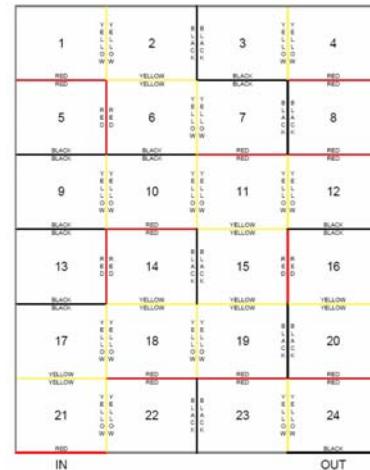 1 YELLOW YELLOW 2 BLACK BLACK 3 YELLOW YELLOW 4
RED YELLOW BLACK RED
RED YELLOW BLACK RED
5 RED RED 6 YELLOW YELLOW 7 BLACK BLACK 8
BLACK BLACK RED RED
BLACK BLACK RED RED
9 YELLOW YELLOW 10 YELLOW YELLOW 11 YELLOW YELLOW 12
BLACK RED YELLOW BLACK
BLACK RED YELLOW BLACK
13 RED RED 14 BLACK BLACK 15 RED RED 16
YELLOW YELLOW YELLOW
BLACK YELLOW YELLOW YELLOW
17 YELLOW YELLOW 18 YELLOW YELLOW 19 BLACK BLACK 20
YELLOW RED RED RED
YELLOW RED RED RED
21 YELLOW YELLOW 22 BLACK BLACK 23 YELLOW YELLOW 24
RED BLACK
IN OUT